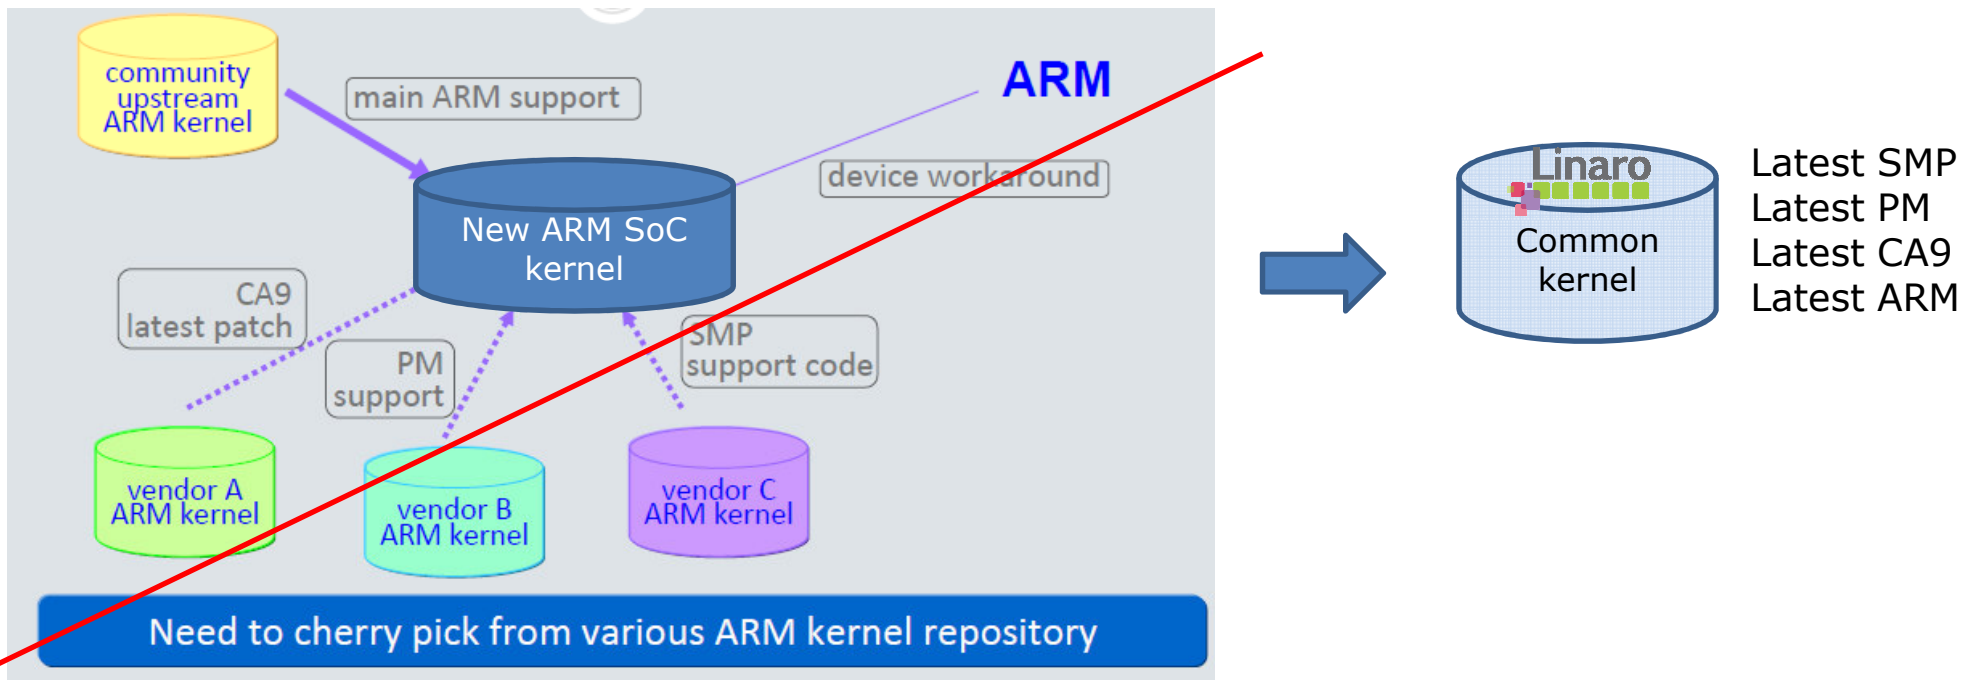 community
upstream
ARM kernel
main ARM support
ARM
device workaround
New ARM SoC
kernel
CA9
latest patch
PM
support
SMP
support code
vendor A
ARM kernel
vendor B
ARM kernel
vendor C
ARM kernel
Need to cherry pick from various ARM kernel repository
Linaro
Common
kernel
Latest SMP
Latest PM
Latest CA9
Latest ARM